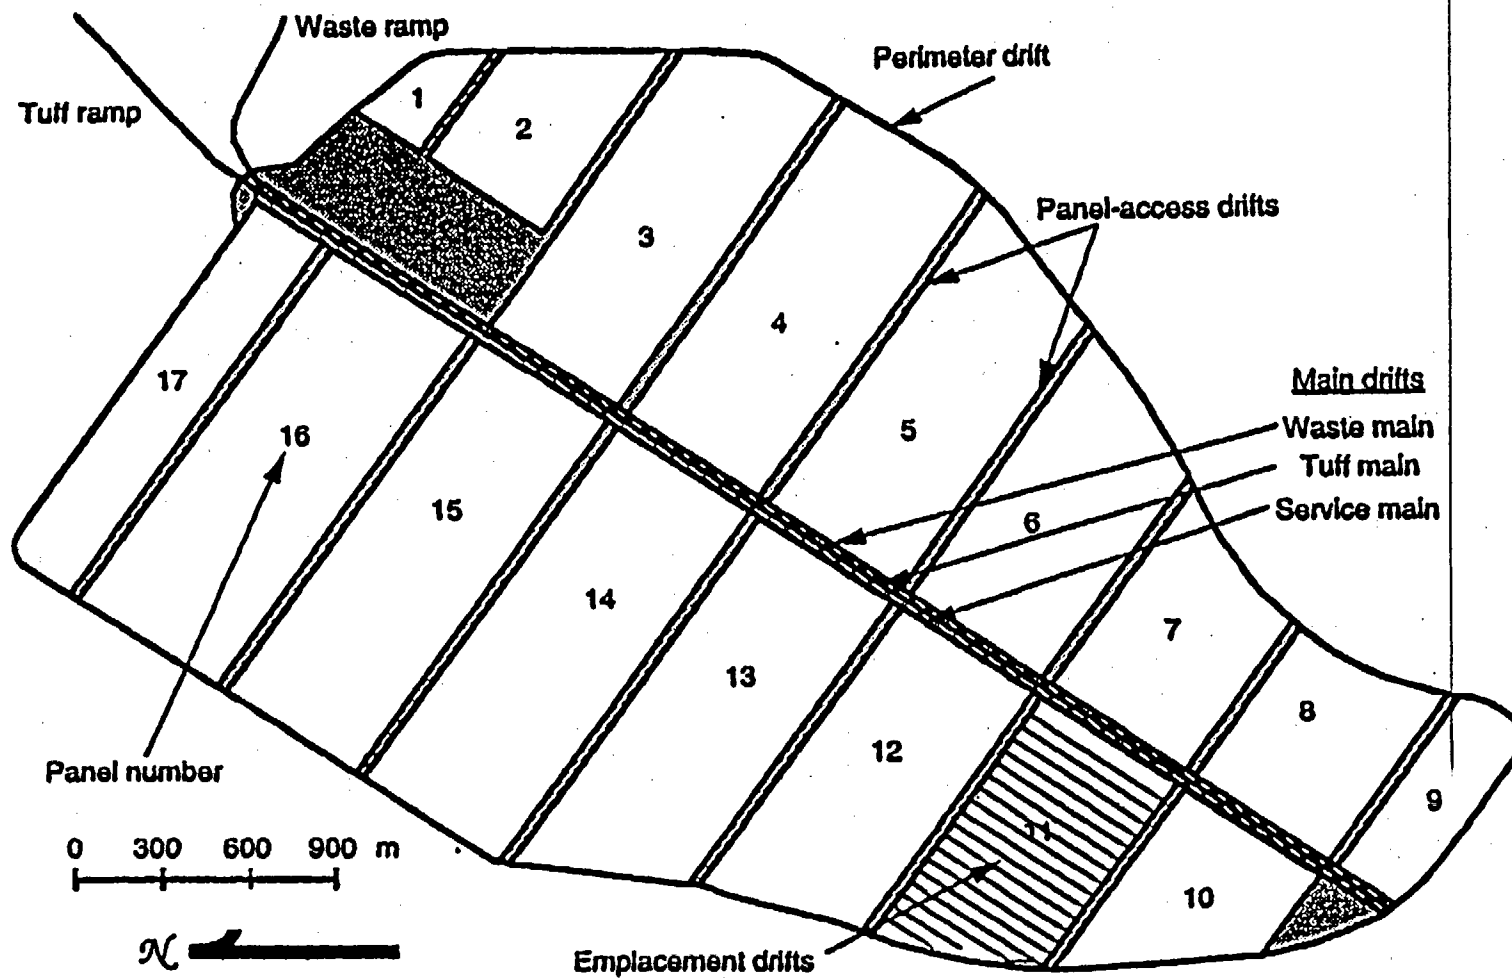 Waste ramp
Perimeter drift
Tuff ramp
1
2
Panel-access drifts
3
4
17
Main drifts
16
5
Waste main
Tuff main
15
6
Service main
14
7
13
8
12
Panel number
9
11
0 300 600 900 m
10
N
Emplacement drifts